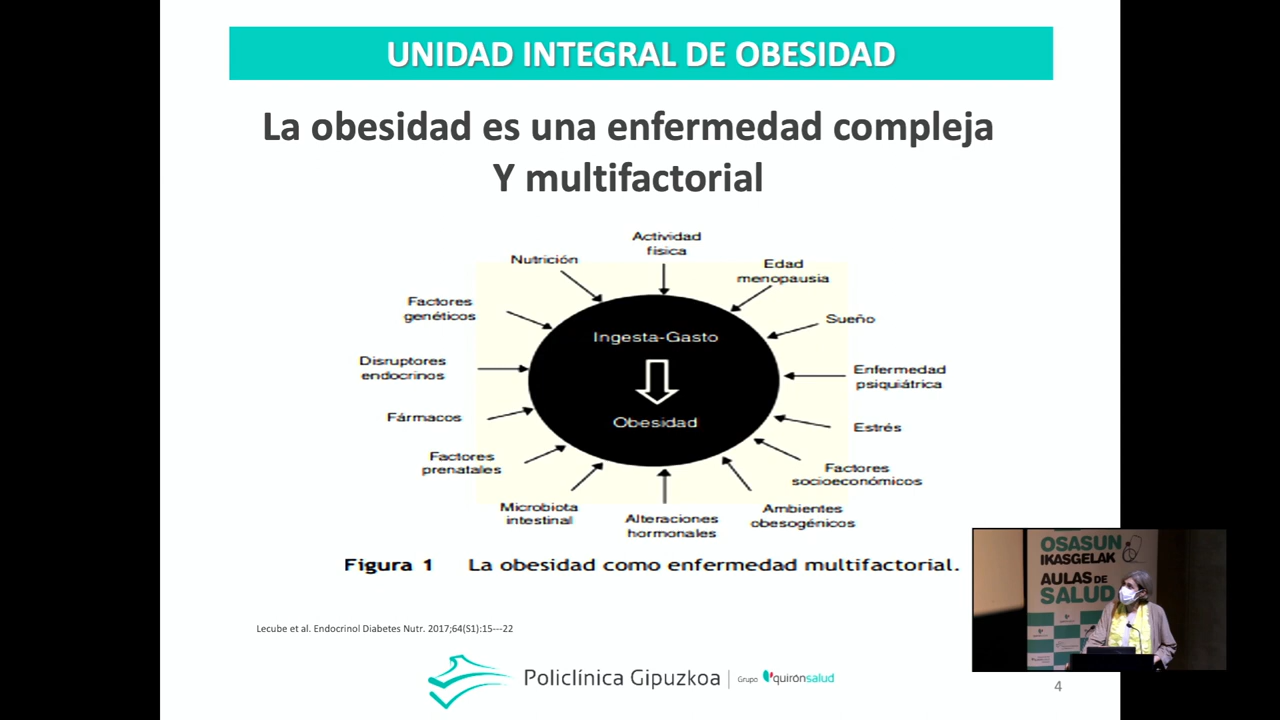 UNIDAD INTEGRAL DE OBESIDAD
La obesidad es una enfermedad compleja
Y multifactorial
Actividad
física
Nutrición
Edad
menopausia
Factores
genéticos
Sueño
Ingesta-Gasto
Disruptores
endocrinos
Enfermedad
psiquiátrica
Fármacos
Obesidad
Estrés
Factores
prenatales
Factores
socioeconómicos
Microbiota
intestinal
Alteraciones
hormonales
Ambientes
obesogénicos
Figura 1 La obesidad como enfermedad multifactorial.
OSASUN
IKASGELAK
AULAS DE
SALUD
Lecube et al. Endocrinol Diabetes Nutr. 2017;64(S1):15---22
Policlínica Gipuzkoa
Grupo quirónsalud
4